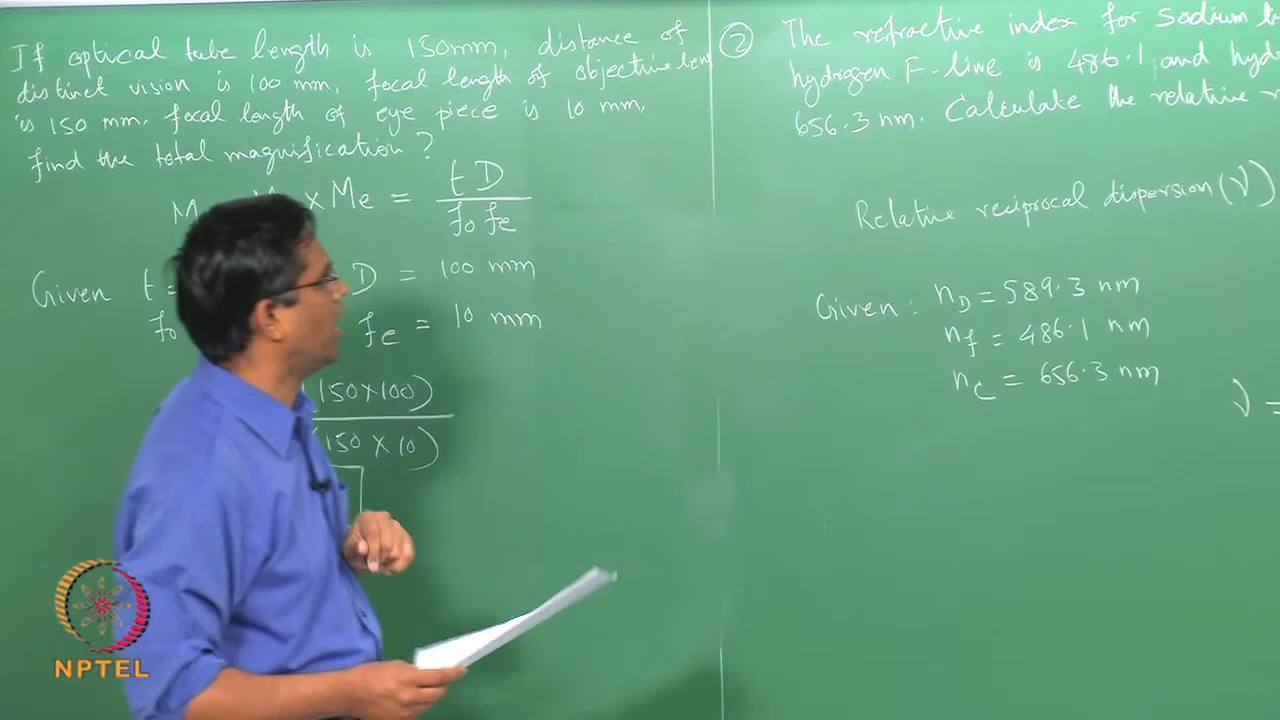 If optical tube length is 150mm, distance of
distinct vision is 100 mm, focal length of objective len
is 150 mm. focal length of eye piece is 10 mm,
find the total magnification?
M × Me = tD / fo fe
Given t = D = 100 mm
fo fe = 10 mm
(150×100) / (150 × 10)
② The refractive index for sodium
hydrogen F-line is 486.1 and
656.3 nm. Calculate the relative
Relative reciprocal dispersion (ν)
Given: nD = 589.3 nm
nf = 486.1 nm
nC = 656.3 nm
ν =
NPTEL